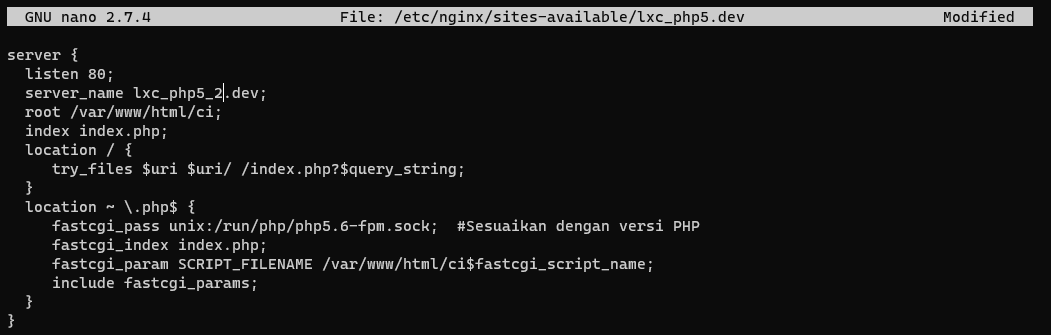 GNU nano 2.7.4 File: /etc/nginx/sites-available/lxc_php5.dev Modified
server {
listen 80;
server_name lxc_php5_2.dev;
root /var/www/html/ci;
index index.php;
location / {
try_files $uri $uri/ /index.php?$query_string;
}
location ~ \.php$ {
fastcgi_pass unix:/run/php/php5.6-fpm.sock; #Sesuaikan dengan versi PHP
fastcgi_index index.php;
fastcgi_param SCRIPT_FILENAME /var/www/html/ci$fastcgi_script_name;
include fastcgi_params;
}
}